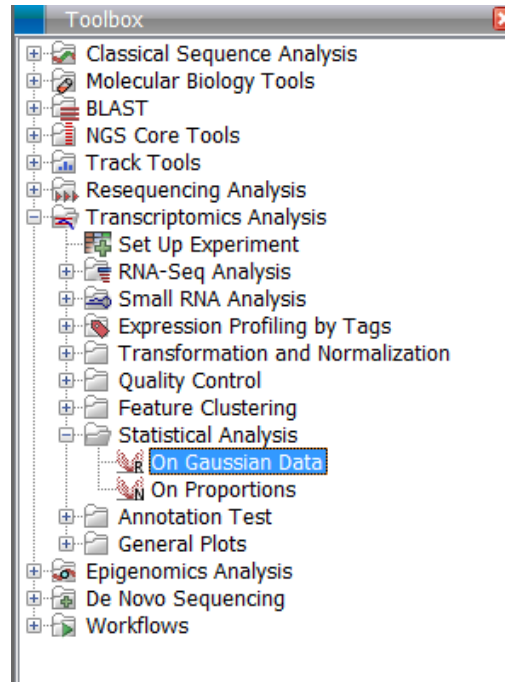 Toolbox
Classical Sequence Analysis
Molecular Biology Tools
BLAST
NGS Core Tools
Track Tools
Resequencing Analysis
Transcriptomics Analysis
Set Up Experiment
RNA-Seq Analysis
Small RNA Analysis
Expression Profiling by Tags
Transformation and Normalization
Quality Control
Feature Clustering
Statistical Analysis
R On Gaussian Data
N On Proportions
Annotation Test
General Plots
Epigenomics Analysis
De Novo Sequencing
Workflows